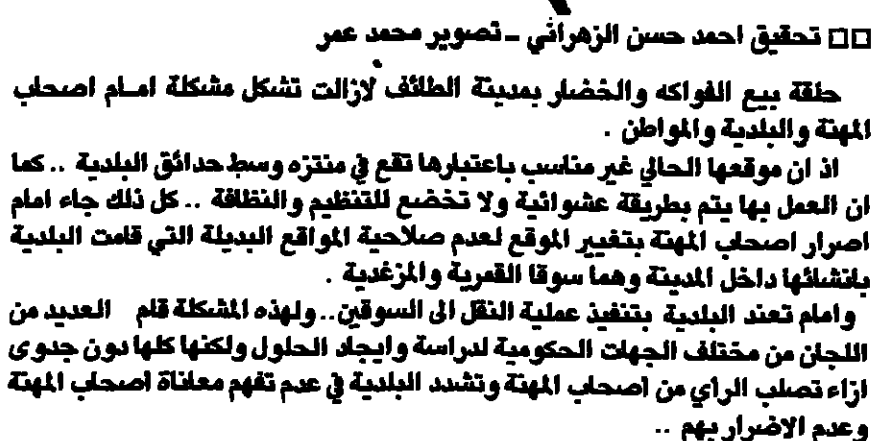 □□ تحقيق احمد حسن الزهراني ـ تصوير محمد عمر
حلقة بيع الفواكه والخضار بمدينة الطائف لازالت تشكل مشكلة امام اصحاب
المهنة والبلدية والمواطن .
اذ ان موقعها الحالي غير مناسب باعتبارها تقع في منتزه وسط حدائق البلدية .. كما
ان العمل بها يتم بطريقة عشوائية ولا تخضع للتنظيم والنظافة .. كل ذلك جاء امام
اصرار اصحاب المهنة بتغيير الموقع لعدم صلاحية المواقع البديلة التي قامت البلدية
بانشائها داخل المدينة وهما سوقا القمرية والمزغدية .
وامام تعند البلدية بتنفيذ عملية النقل الى السوقين.. ولهذه المشكلة قام العديد من
اللجان من مختلف الجهات الحكومية لدراسة وايجاد الحلول ولكنها كلها دون جدوى
ازاء تصلب الراي من اصحاب المهنة وتشدد البلدية في عدم تفهم معاناة اصحاب المهنة
وعدم الاضرار بهم ..